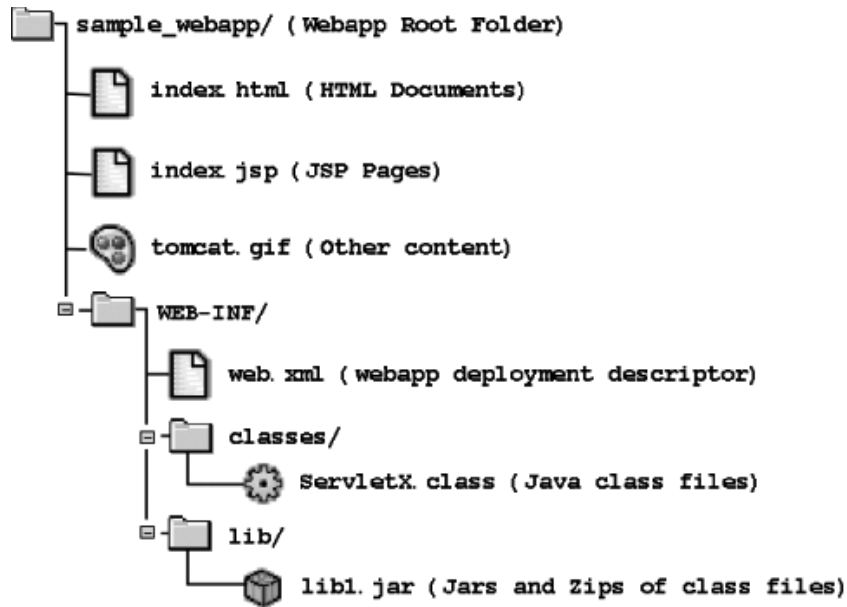 sample_webapp/ (Webapp Root Folder)
index.html (HTML Documents)
index.jsp (JSP Pages)
tomcat.gif (Other content)
WEB-INF/
web.xml (webapp deployment descriptor)
classes/
ServletX.class (Java class files)
lib/
lib1.jar (Jars and Zips of class files)